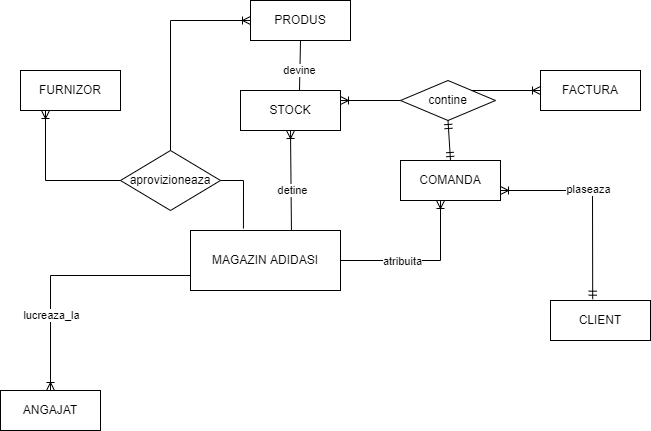 PRODUS
devine
FURNIZOR
FACTURA
contine
STOCK
aprovizioneaza
COMANDA
detine
plaseaza
MAGAZIN ADIDASI
atribuita
lucreaza_la
CLIENT
ANGAJAT